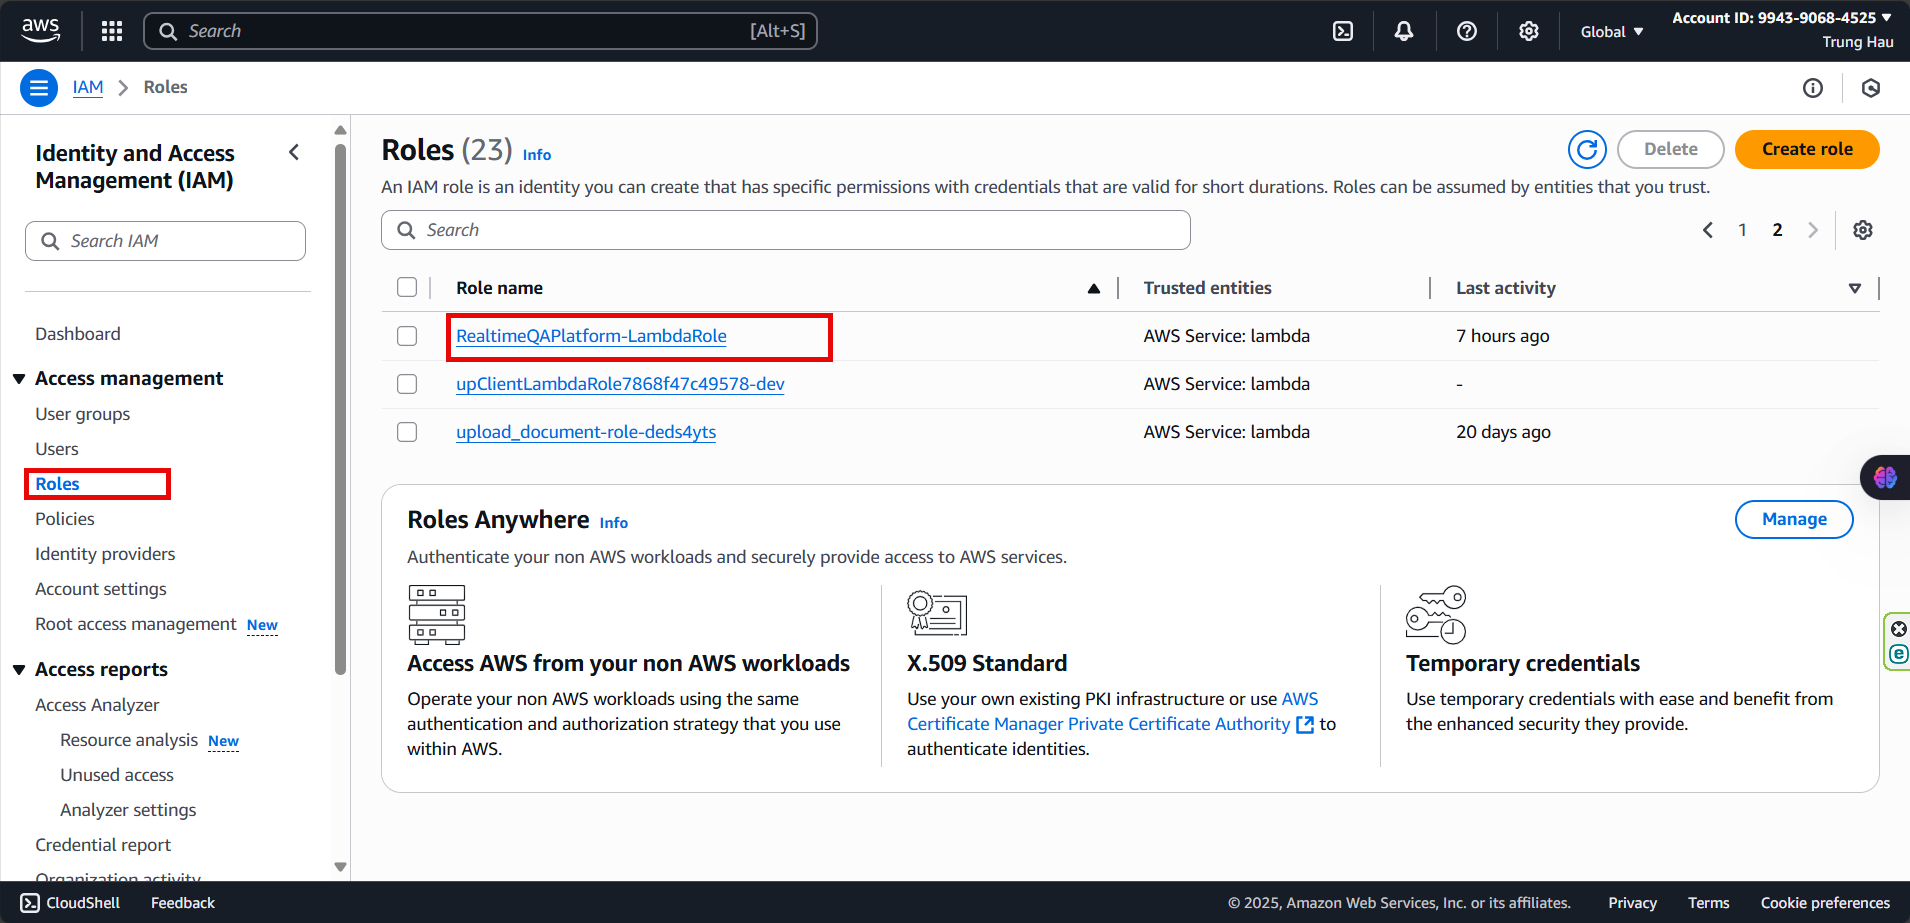 aws
Search
[Alt+S]
Global ▼
Account ID: 9943-9068-4525 ▼
Trung Hau
IAM > Roles
Identity and Access
Management (IAM)
Search IAM
Dashboard
Access management
User groups
Users
Roles
Policies
Identity providers
Account settings
Root access management New
Access reports
Access Analyzer
Resource analysis New
Unused access
Analyzer settings
Credential report
Organization activity
Roles (23) Info
Delete
Create role
An IAM role is an identity you can create that has specific permissions with credentials that are valid for short durations. Roles can be assumed by entities that you trust.
Search
1 2
Role name Trusted entities Last activity
RealtimeQAPlatform-LambdaRole AWS Service: lambda 7 hours ago
upClientLambdaRole7868f47c49578-dev AWS Service: lambda -
upload_document-role-deds4yts AWS Service: lambda 20 days ago
Roles Anywhere Info
Manage
Authenticate your non AWS workloads and securely provide access to AWS services.
Access AWS from your non AWS workloads
Operate your non AWS workloads using the same
authentication and authorization strategy that you use
within AWS.
X.509 Standard
Use your own existing PKI infrastructure or use AWS
Certificate Manager Private Certificate Authority to
authenticate identities.
Temporary credentials
Use temporary credentials with ease and benefit from
the enhanced security they provide.
CloudShell Feedback
© 2025, Amazon Web Services, Inc. or its affiliates. Privacy Terms Cookie preferences